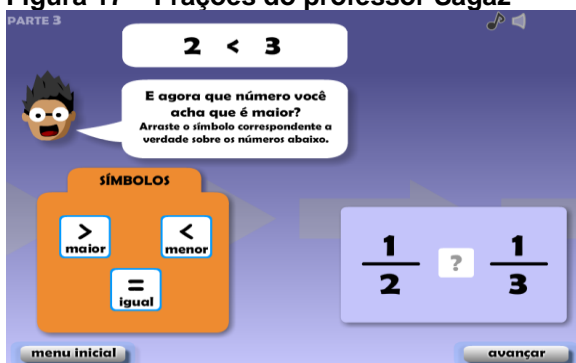 Figura 17 – Frações do professor Sagaz
PARTE 3
2 < 3
E agora que número você
acha que é maior?
Arraste o símbolo correspondente a
verdade sobre os números abaixo.
SÍMBOLOS
>
maior
<
menor
=
igual
1
2
?
1
3
menu inicial
avançar